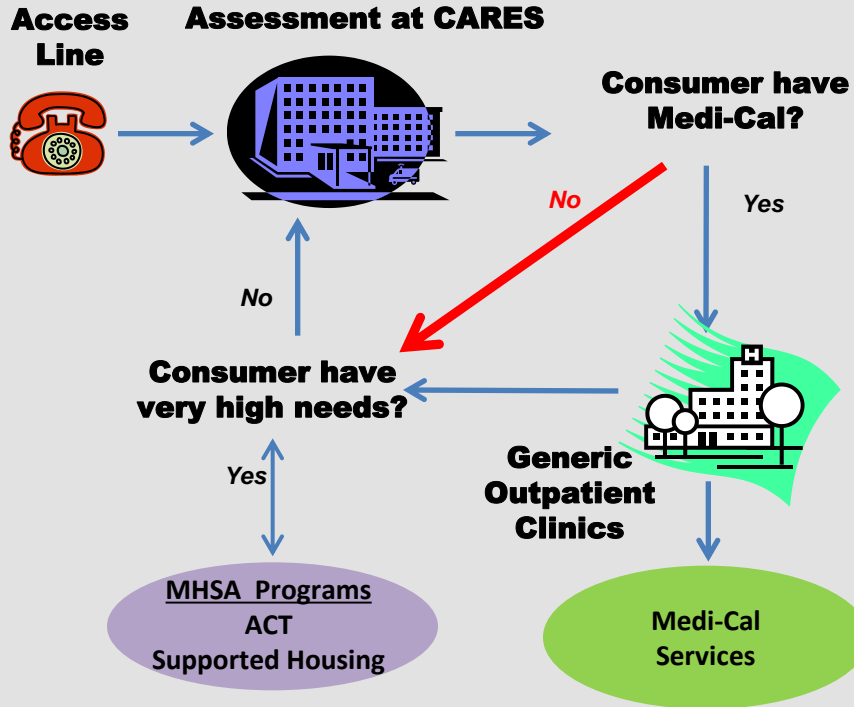 Access
Line
Assessment at CARES
Consumer have
Medi-Cal?
No
Yes
No
Consumer have
very high needs?
H
Yes
Generic
Outpatient
Clinics
MHSA Programs
ACT
Supported Housing
Medi-Cal
Services